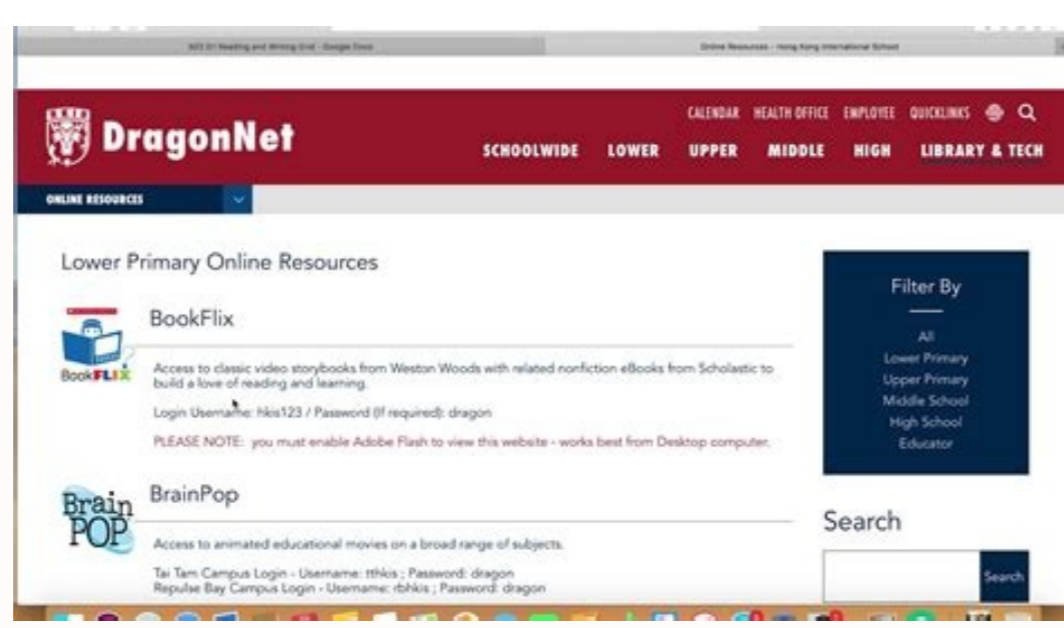 Online Resources - Hong Kong International School
CALENDAR HEALTH OFFICE EMPLOYEE QUICKLINKS
DragonNet
SCHOOLWIDE LOWER UPPER MIDDLE HIGH LIBRARY & TECH
ONLINE RESOURCES
Lower Primary Online Resources
BookFlix
BookFLIX
Access to classic video storybooks from Weston Woods with related nonfiction eBooks from Scholastic to
build a love of reading and learning.
Login Username: hkis123 / Password (If required): dragon
PLEASE NOTE: you must enable Adobe Flash to view this website - works best from Desktop computer.
Brain
POP
BrainPop
Access to animated educational movies on a broad range of subjects.
Tai Tam Campus Login - Username: tthkis ; Password: dragon
Repulse Bay Campus Login - Username: rbhkis ; Password: dragon
Filter By
All
Lower Primary
Upper Primary
Middle School
High School
Educator
Search
Search